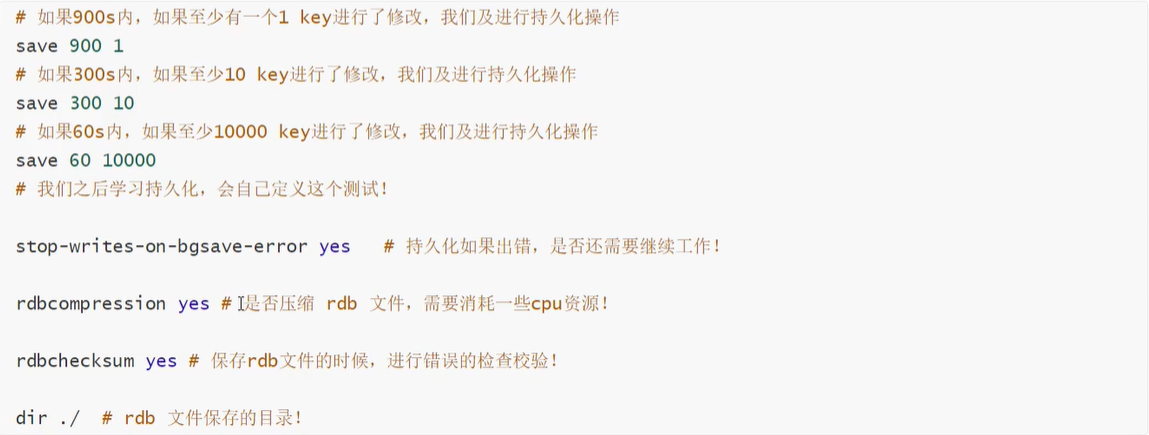 # 如果900s内，如果至少有一个1 key进行了修改，我们及进行持久化操作
save 900 1
# 如果300s内，如果至少10 key进行了修改，我们及进行持久化操作
save 300 10
# 如果60s内，如果至少10000 key进行了修改，我们及进行持久化操作
save 60 10000
# 我们之后学习持久化，会自己定义这个测试！
stop-writes-on-bgsave-error yes   # 持久化如果出错，是否还需要继续工作！
rdbcompression yes # 是否压缩 rdb 文件，需要消耗一些cpu资源！
rdbchecksum yes # 保存rdb文件的时候，进行错误的检查校验！
dir ./  # rdb 文件保存的目录！